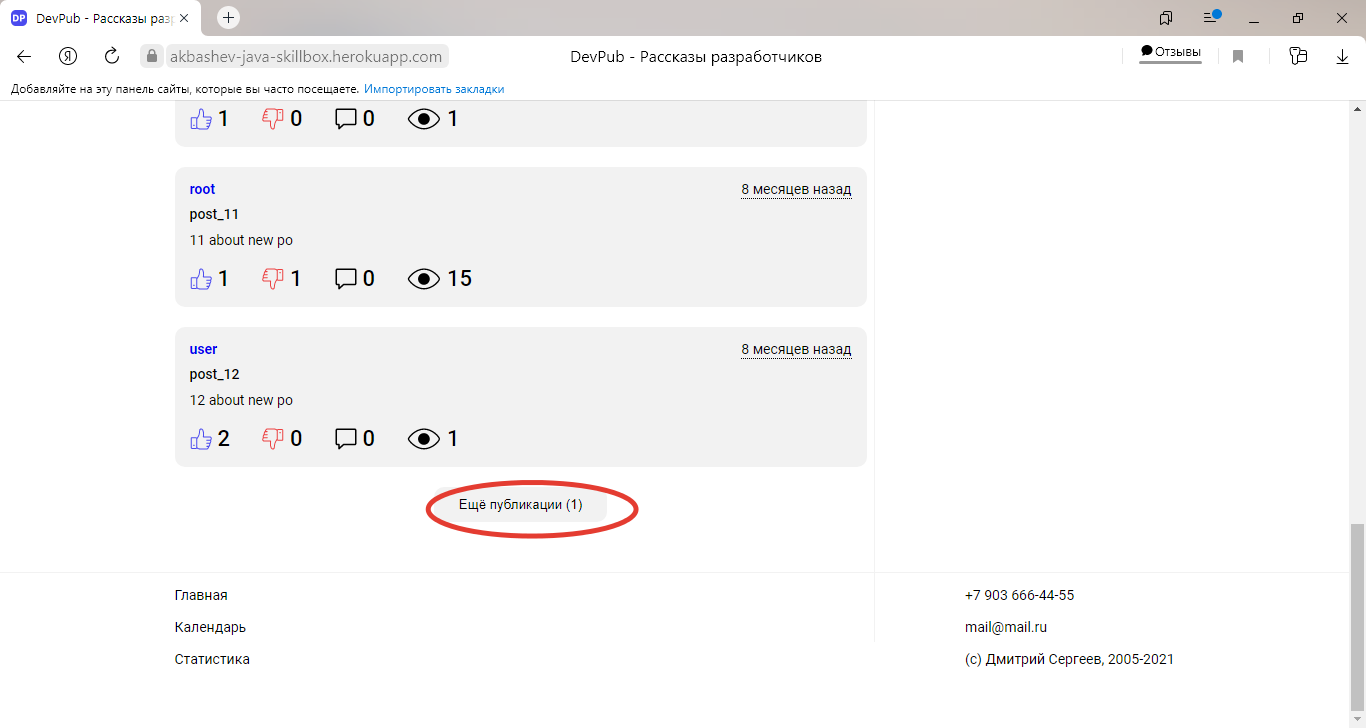 DP DevPub - Рассказы раз
akbashev-java-skillbox.herokuapp.com DevPub - Рассказы разработчиков Отзывы
Добавляйте на эту панель сайты, которые вы часто посещаете. Импортировать закладки
1 0 0 1
root 8 месяцев назад
post_11
11 about new po
1 1 0 15
user 8 месяцев назад
post_12
12 about new po
2 0 0 1
Ещё публикации (1)
Главная +7 903 666-44-55
Календарь mail@mail.ru
Статистика (c) Дмитрий Сергеев, 2005-2021